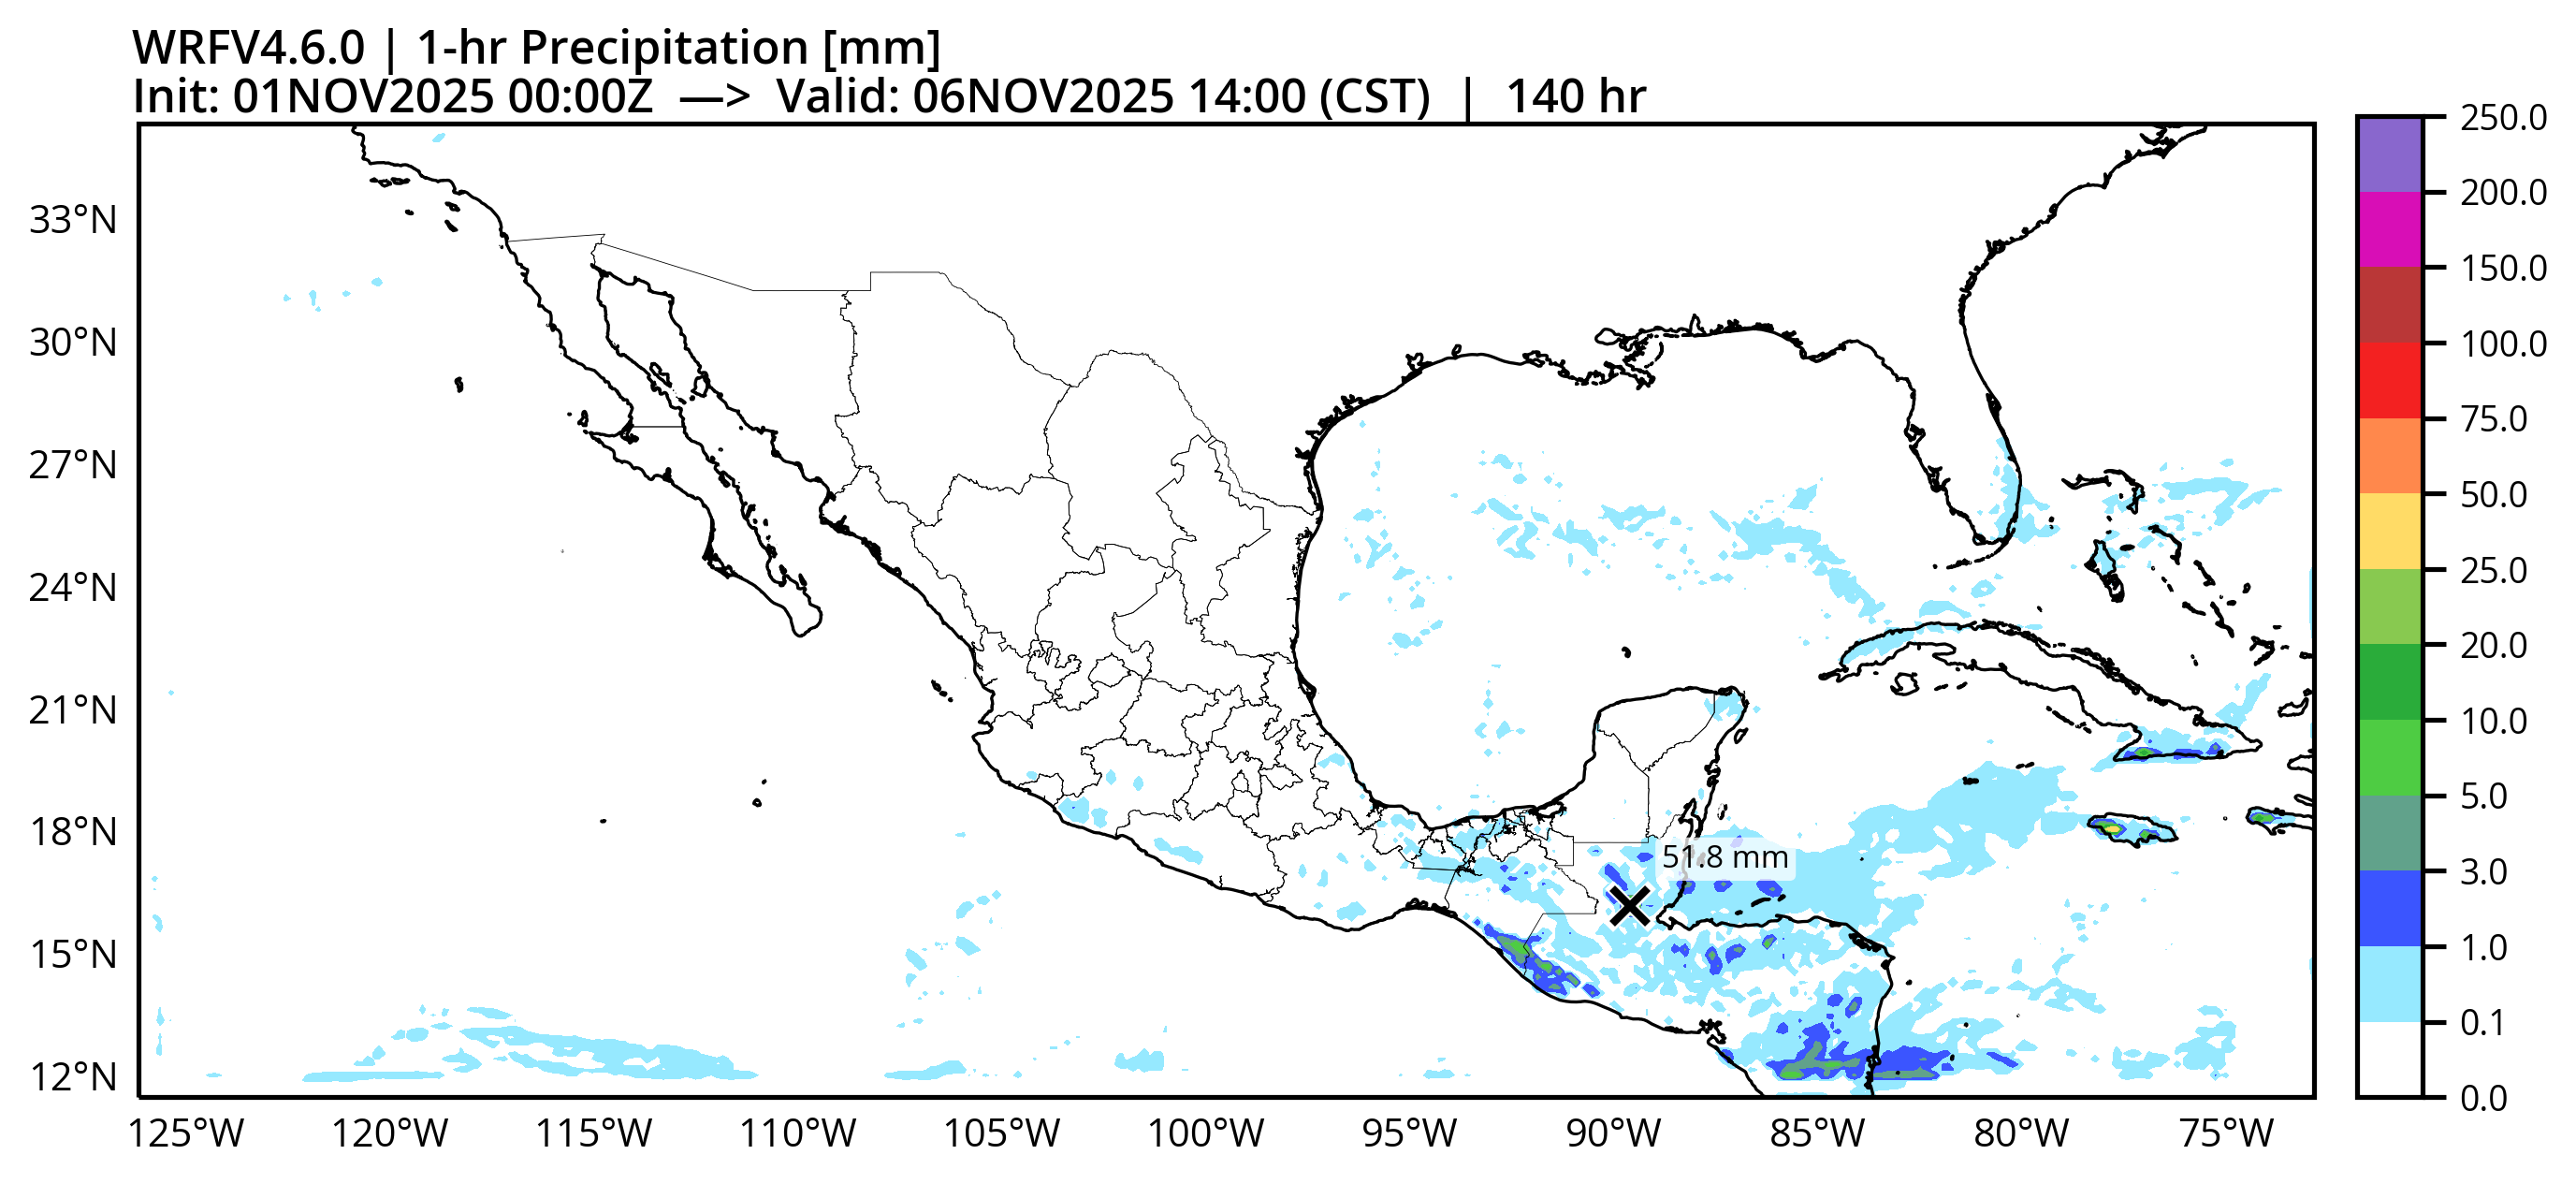 WRFV4.6.0 | 1-hr Precipitation [mm]
Init: 01NOV2025 00:00Z —> Valid: 06NOV2025 14:00 (CST) | 140 hr
33°N
30°N
27°N
24°N
21°N
18°N
15°N
12°N
125°W 120°W 115°W 110°W 105°W 100°W 95°W 90°W 85°W 80°W 75°W
51.8 mm
250.0
200.0
150.0
100.0
75.0
50.0
25.0
20.0
10.0
5.0
3.0
1.0
0.1
0.0